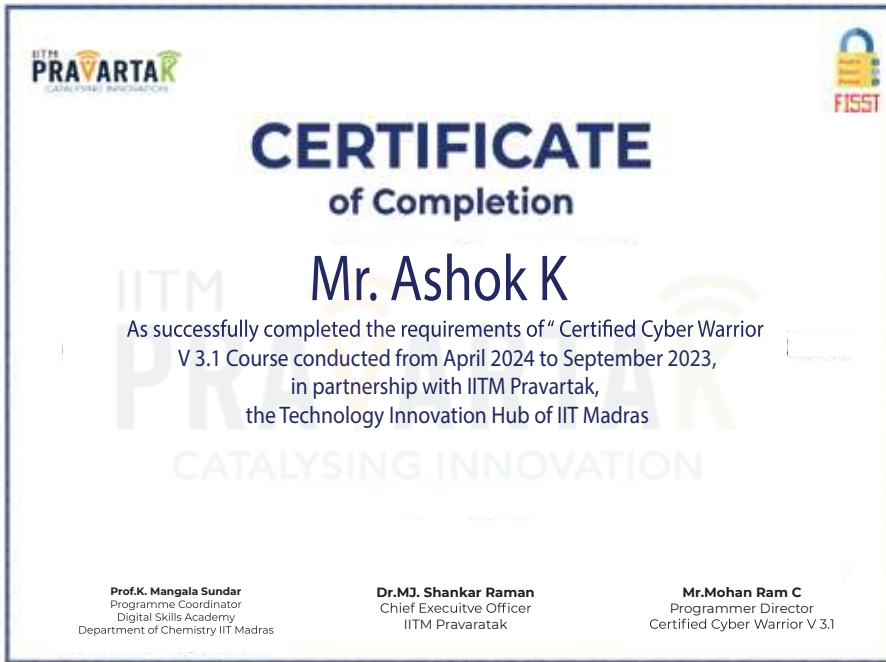 IITM
PRAVARTAK
CATALYSING INNOVATION
FISST
CERTIFICATE
of Completion
Mr. Ashok K
IITM
PRAVARTAK
CATALYSING INNOVATION
As successfully completed the requirements of “ Certified Cyber Warrior
V 3.1 Course conducted from April 2024 to September 2023,
in partnership with IITM Pravartak,
the Technology Innovation Hub of IIT Madras
Prof.K. Mangala Sundar
Programme Coordinator
Digital Skills Academy
Department of Chemistry IIT Madras
Dr.MJ. Shankar Raman
Chief Execuitve Officer
IITM Pravaratak
Mr.Mohan Ram C
Programmer Director
Certified Cyber Warrior V 3.1